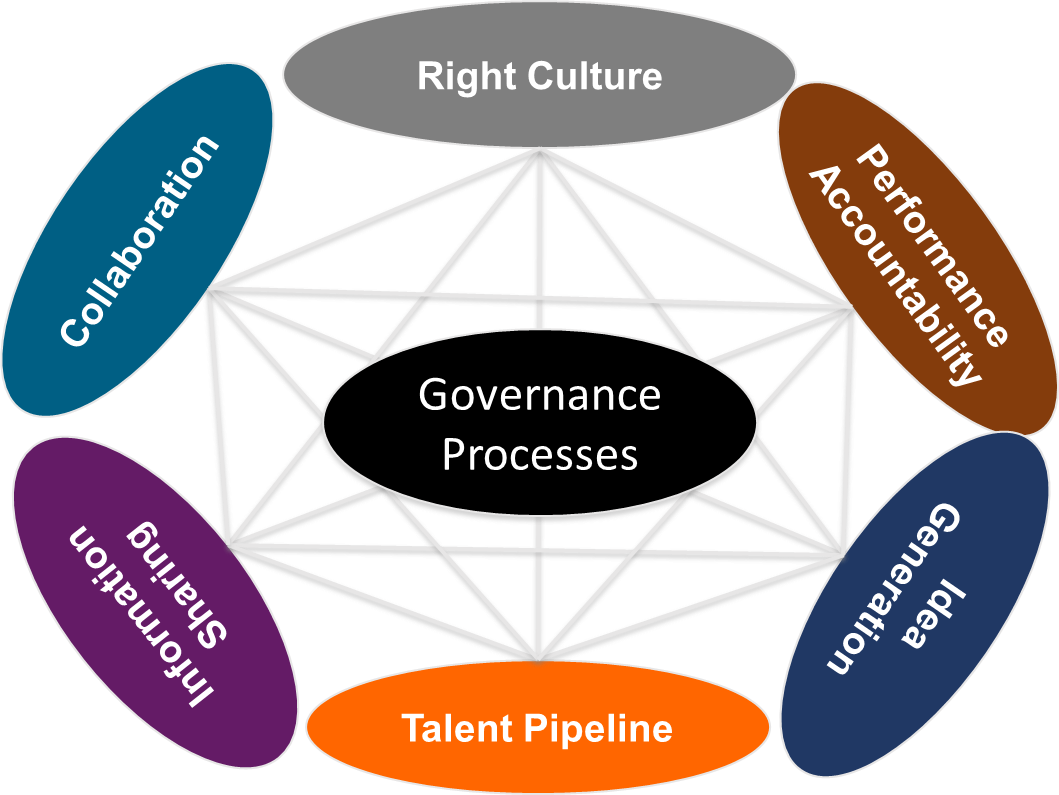 Right Culture
Performance
Accountability
Collaboration
Governance
Processes
Idea
Generation
Information
Sharing
Talent Pipeline